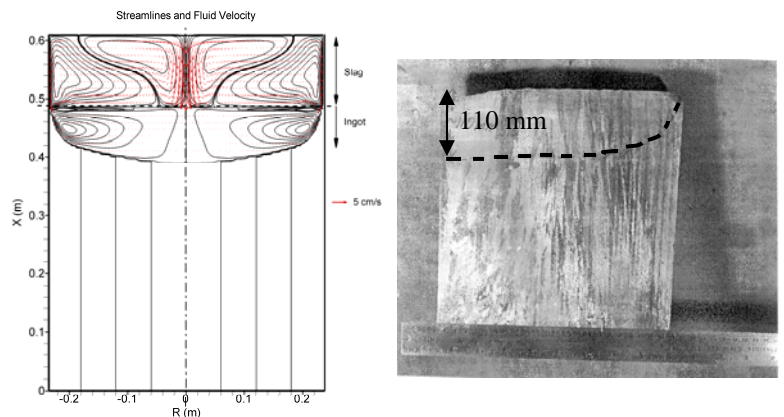 Streamlines and Fluid Velocity
0.6
0.5
0.4
0.3
0.2
0.1
0
X (m)
-0.2
-0.1
0
0.1
0.2
R (m)
Slag
Ingot
5 cm/s
110 mm